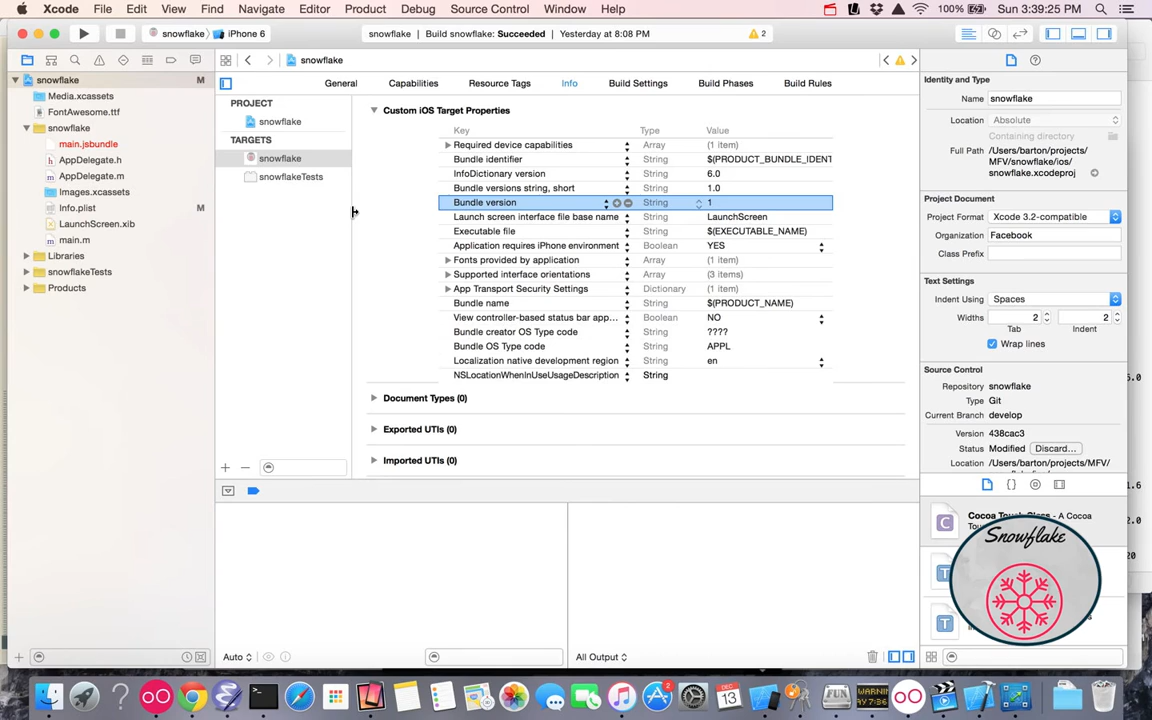 Xcode File Edit View Find Navigate Editor Product Debug Source Control Window Help 100% Sun 3:39:25 PM
snowflake iPhone 6 snowflake | Build snowflake: Succeeded | Yesterday at 8:08 PM 2
snowflake M
Media.xcassets
FontAwesome.ttf
snowflake
main.jsbundle
AppDelegate.h
AppDelegate.m
Images.xcassets
Info.plist M
LaunchScreen.xib
main.m
Libraries
snowflakeTests
Products
snowflake
General Capabilities Resource Tags Info Build Settings Build Phases Build Rules
PROJECT
snowflake
TARGETS
snowflake
snowflakeTests
Custom iOS Target Properties
Key Type Value
Required device capabilities Array (1 item)
Bundle identifier String $(PRODUCT_BUNDLE_IDENT
InfoDictionary version String 6.0
Bundle versions string, short String 1.0
Bundle version String 1
Launch screen interface file base name String LaunchScreen
Executable file String $(EXECUTABLE_NAME)
Application requires iPhone environment Boolean YES
Fonts provided by application Array (1 item)
Supported interface orientations Array (3 items)
App Transport Security Settings Dictionary (1 item)
Bundle name String $(PRODUCT_NAME)
View controller-based status bar app... Boolean NO
Bundle creator OS Type code String ????
Bundle OS Type code String APPL
Localization native development region String en
NSLocationWhenInUseUsageDescription String
Document Types (0)
Exported UTIs (0)
Imported UTIs (0)
Auto
All Output
Identity and Type
Name snowflake
Location Absolute
Containing directory
Full Path /Users/barton/projects/
MFV/snowflake/ios/
snowflake.xcodeproj
Project Document
Project Format Xcode 3.2-compatible
Organization Facebook
Class Prefix
Text Settings
Indent Using Spaces
Widths 2 2
Tab Indent
Wrap lines
Source Control
Repository snowflake
Type Git
Current Branch develop
Version 438cac3
Status Modified Discard...
Location /Users/barton/projects/MFV/
Cocoa Touch Class - A Cocoa
C
T
T
Snowflake
FUN
WARNIN
DEC
13
2